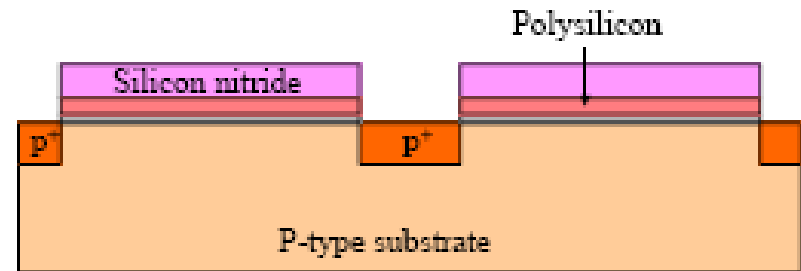 Polysilicon
Silicon nitride
p⁺
p⁺
P-type substrate